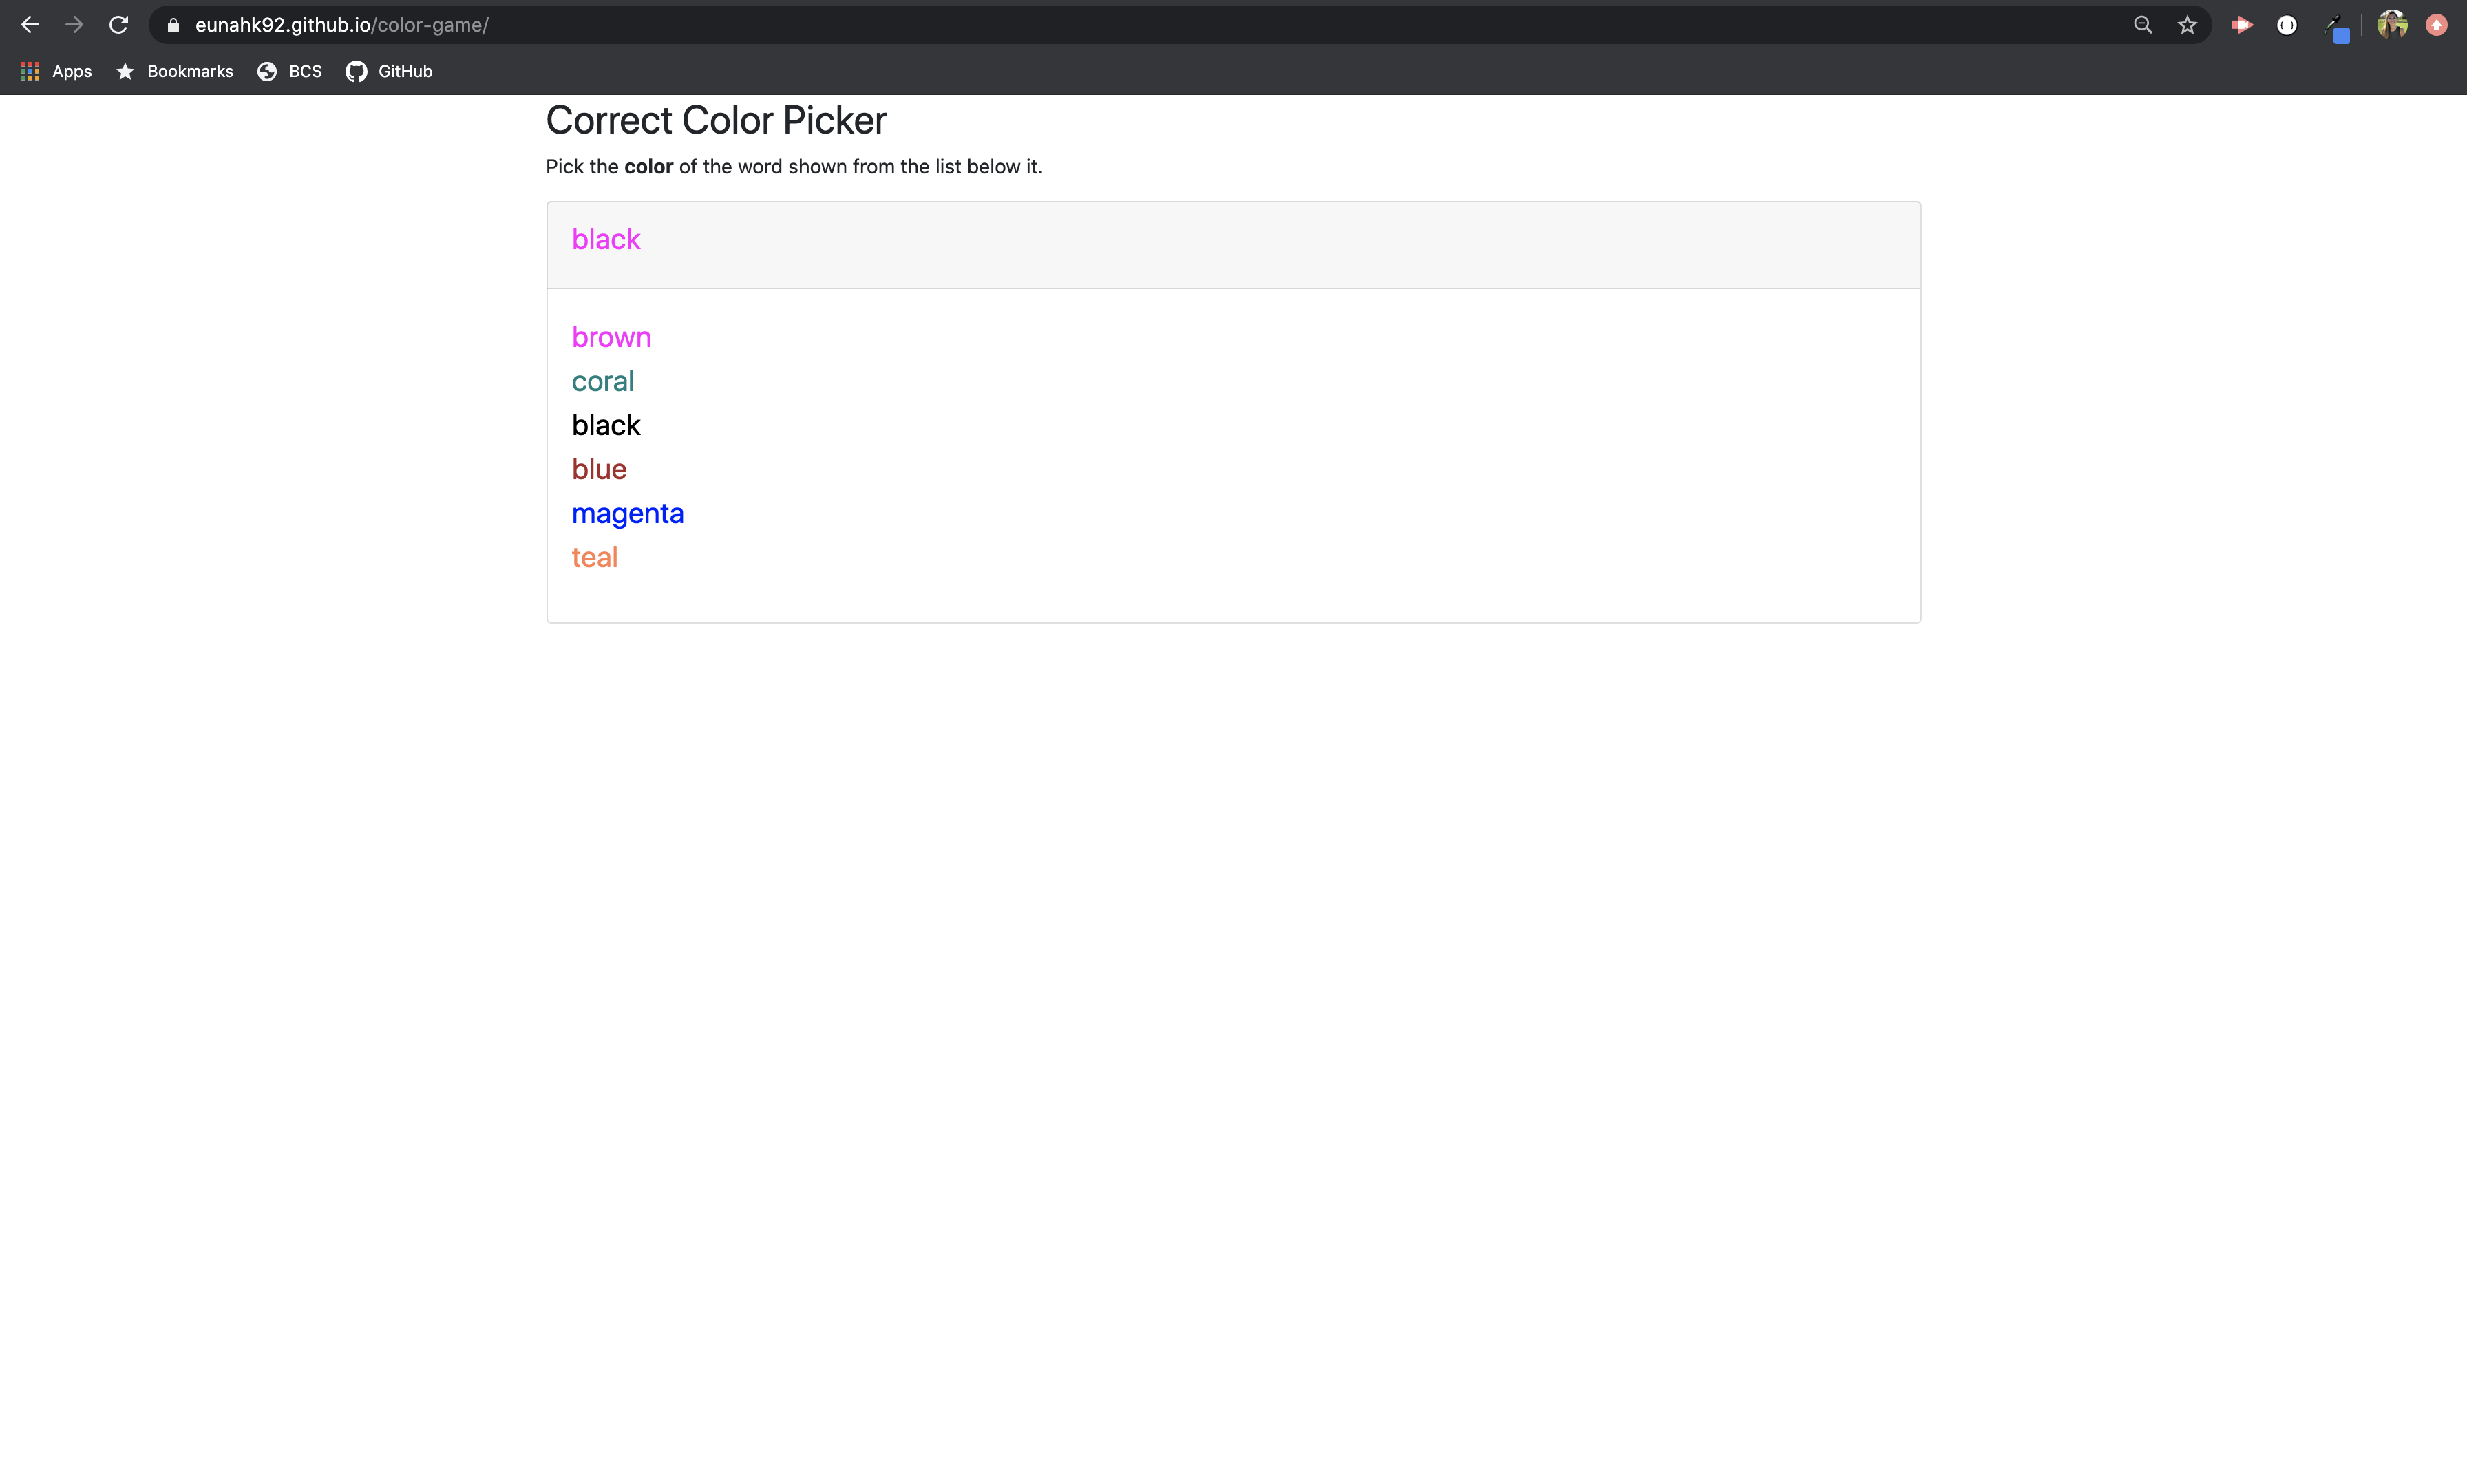 eunahk92.github.io/color-game/
Apps Bookmarks BCS GitHub
Correct Color Picker
Pick the color of the word shown from the list below it.
black
brown
coral
black
blue
magenta
teal